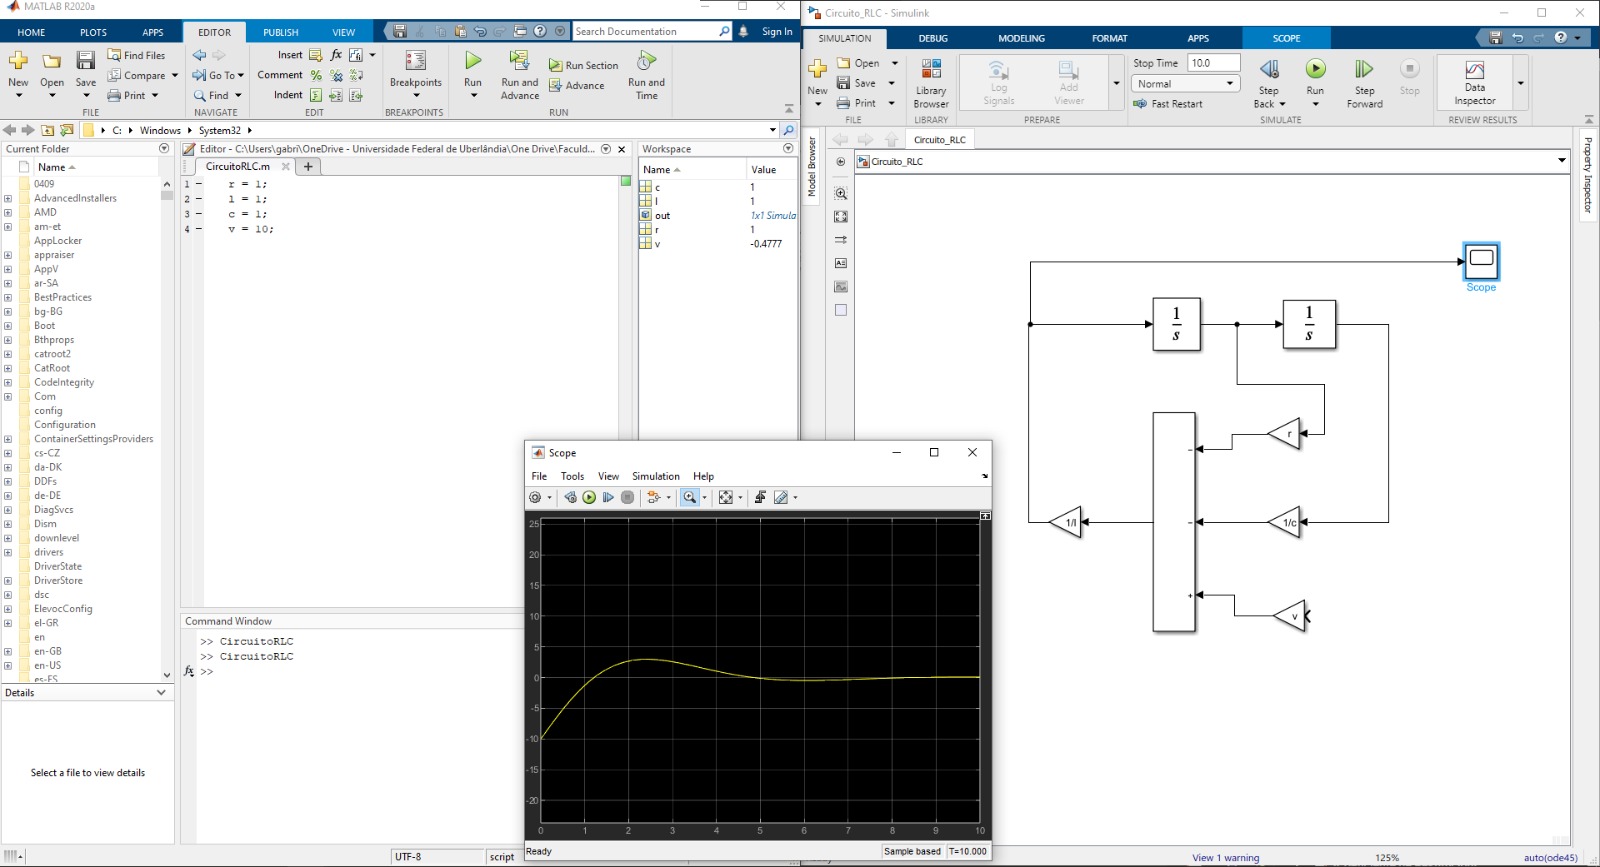 MATLAB R2020a
HOME PLOTS APPS EDITOR PUBLISH VIEW
Search Documentation
Sign In
New
Open
Save
Find Files
Compare
Print
FILE
Go To
Find
NAVIGATE
Insert
fx
Comment
Indent
EDIT
Breakpoints
BREAKPOINTS
Run
Run and Advance
Run Section
Advance
Run and Time
RUN
C: Windows System32
Current Folder
Name
0409
AdvancedInstallers
AMD
am-et
AppLocker
appraiser
AppV
ar-SA
BestPractices
bg-BG
Boot
Bthprops
catroot2
CatRoot
CodeIntegrity
Com
config
Configuration
ContainerSettingsProviders
cs-CZ
da-DK
DDFs
de-DE
DiagSvcs
Dism
downlevel
drivers
DriverState
DriverStore
dsc
ElevocConfig
el-GR
en
en-GB
en-US
es-ES
Details
Select a file to view details
Editor - C:\Users\gabri\OneDrive - Universidade Federal de Uberlândia\One Drive\Faculd...
CircuitoRLC.m
1 - r = 1;
2 - l = 1;
3 - c = 1;
4 - v = 10;
Workspace
Name Value
c 1
l 1
out 1x1 Simula
r 1
v -0.4777
Command Window
>> CircuitoRLC
>> CircuitoRLC
fx >>
UTF-8
script
Scope
File Tools View Simulation Help
25
20
15
10
5
0
-5
-10
-15
-20
0 1 2 3 4 5 6 7 8 9 10
Ready
Sample based
T=10.000
Circuito_RLC - Simulink
SIMULATION DEBUG MODELING FORMAT APPS SCOPE
New
Open
Save
Print
FILE
Library Browser
LIBRARY
Log Signals
Add Viewer
PREPARE
Stop Time 10.0
Normal
Fast Restart
Step Back
Run
Step Forward
Stop
SIMULATE
Data Inspector
REVIEW RESULTS
Model Browser
Circuito_RLC
Circuito_RLC
Property Inspector
Scope
1
s
1
s
r
1/l
1/c
v
View 1 warning
125%
auto(ode45)